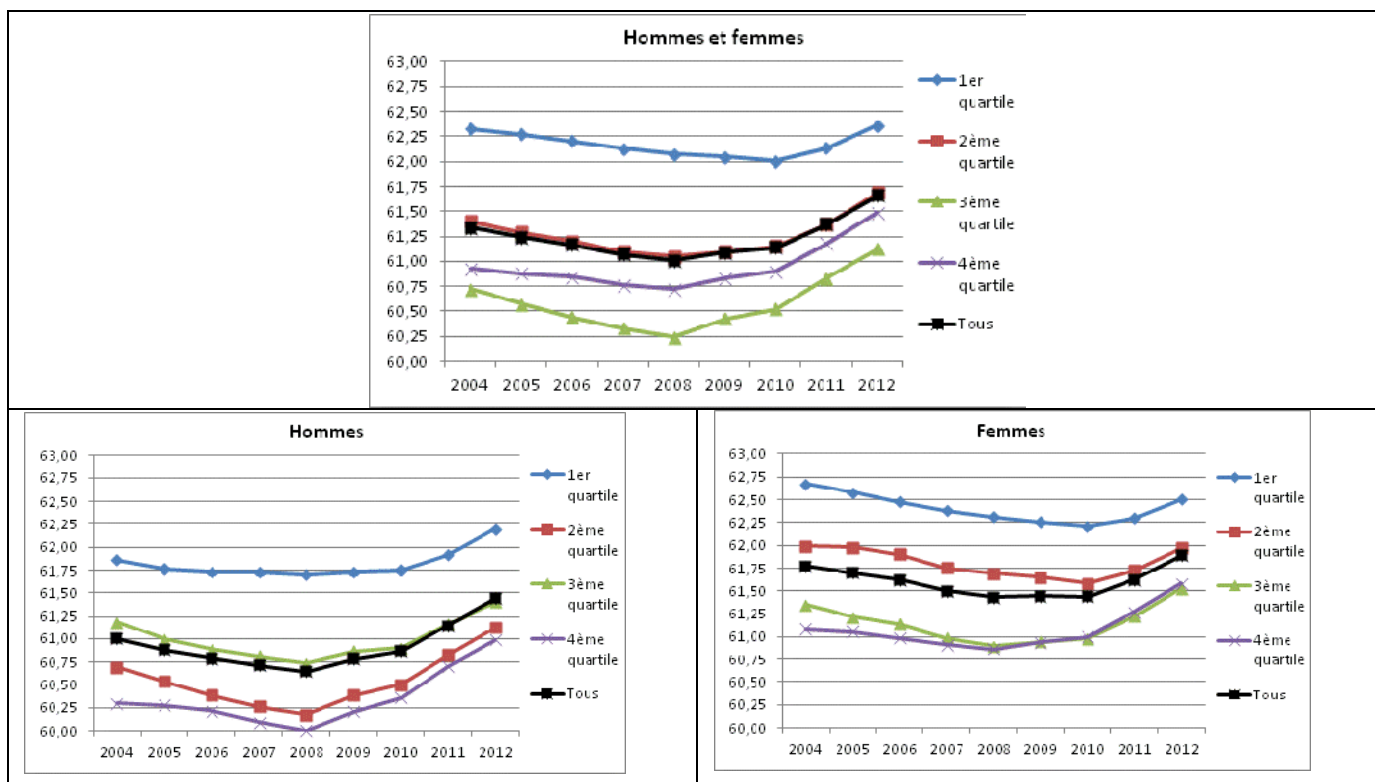 Hommes et femmes
63,00
62,75
62,50
62,25
62,00
61,75
61,50
61,25
61,00
60,75
60,50
60,25
60,00
2004 2005 2006 2007 2008 2009 2010 2011 2012
1er
quartile
2ème
quartile
3ème
quartile
4ème
quartile
Tous
Hommes
63,00
62,75
62,50
62,25
62,00
61,75
61,50
61,25
61,00
60,75
60,50
60,25
60,00
2004 2005 2006 2007 2008 2009 2010 2011 2012
1er
quartile
2ème
quartile
3ème
quartile
4ème
quartile
Tous
Femmes
63,00
62,75
62,50
62,25
62,00
61,75
61,50
61,25
61,00
60,75
60,50
60,25
60,00
2004 2005 2006 2007 2008 2009 2010 2011 2012
1er
quartile
2ème
quartile
3ème
quartile
4ème
quartile
Tous